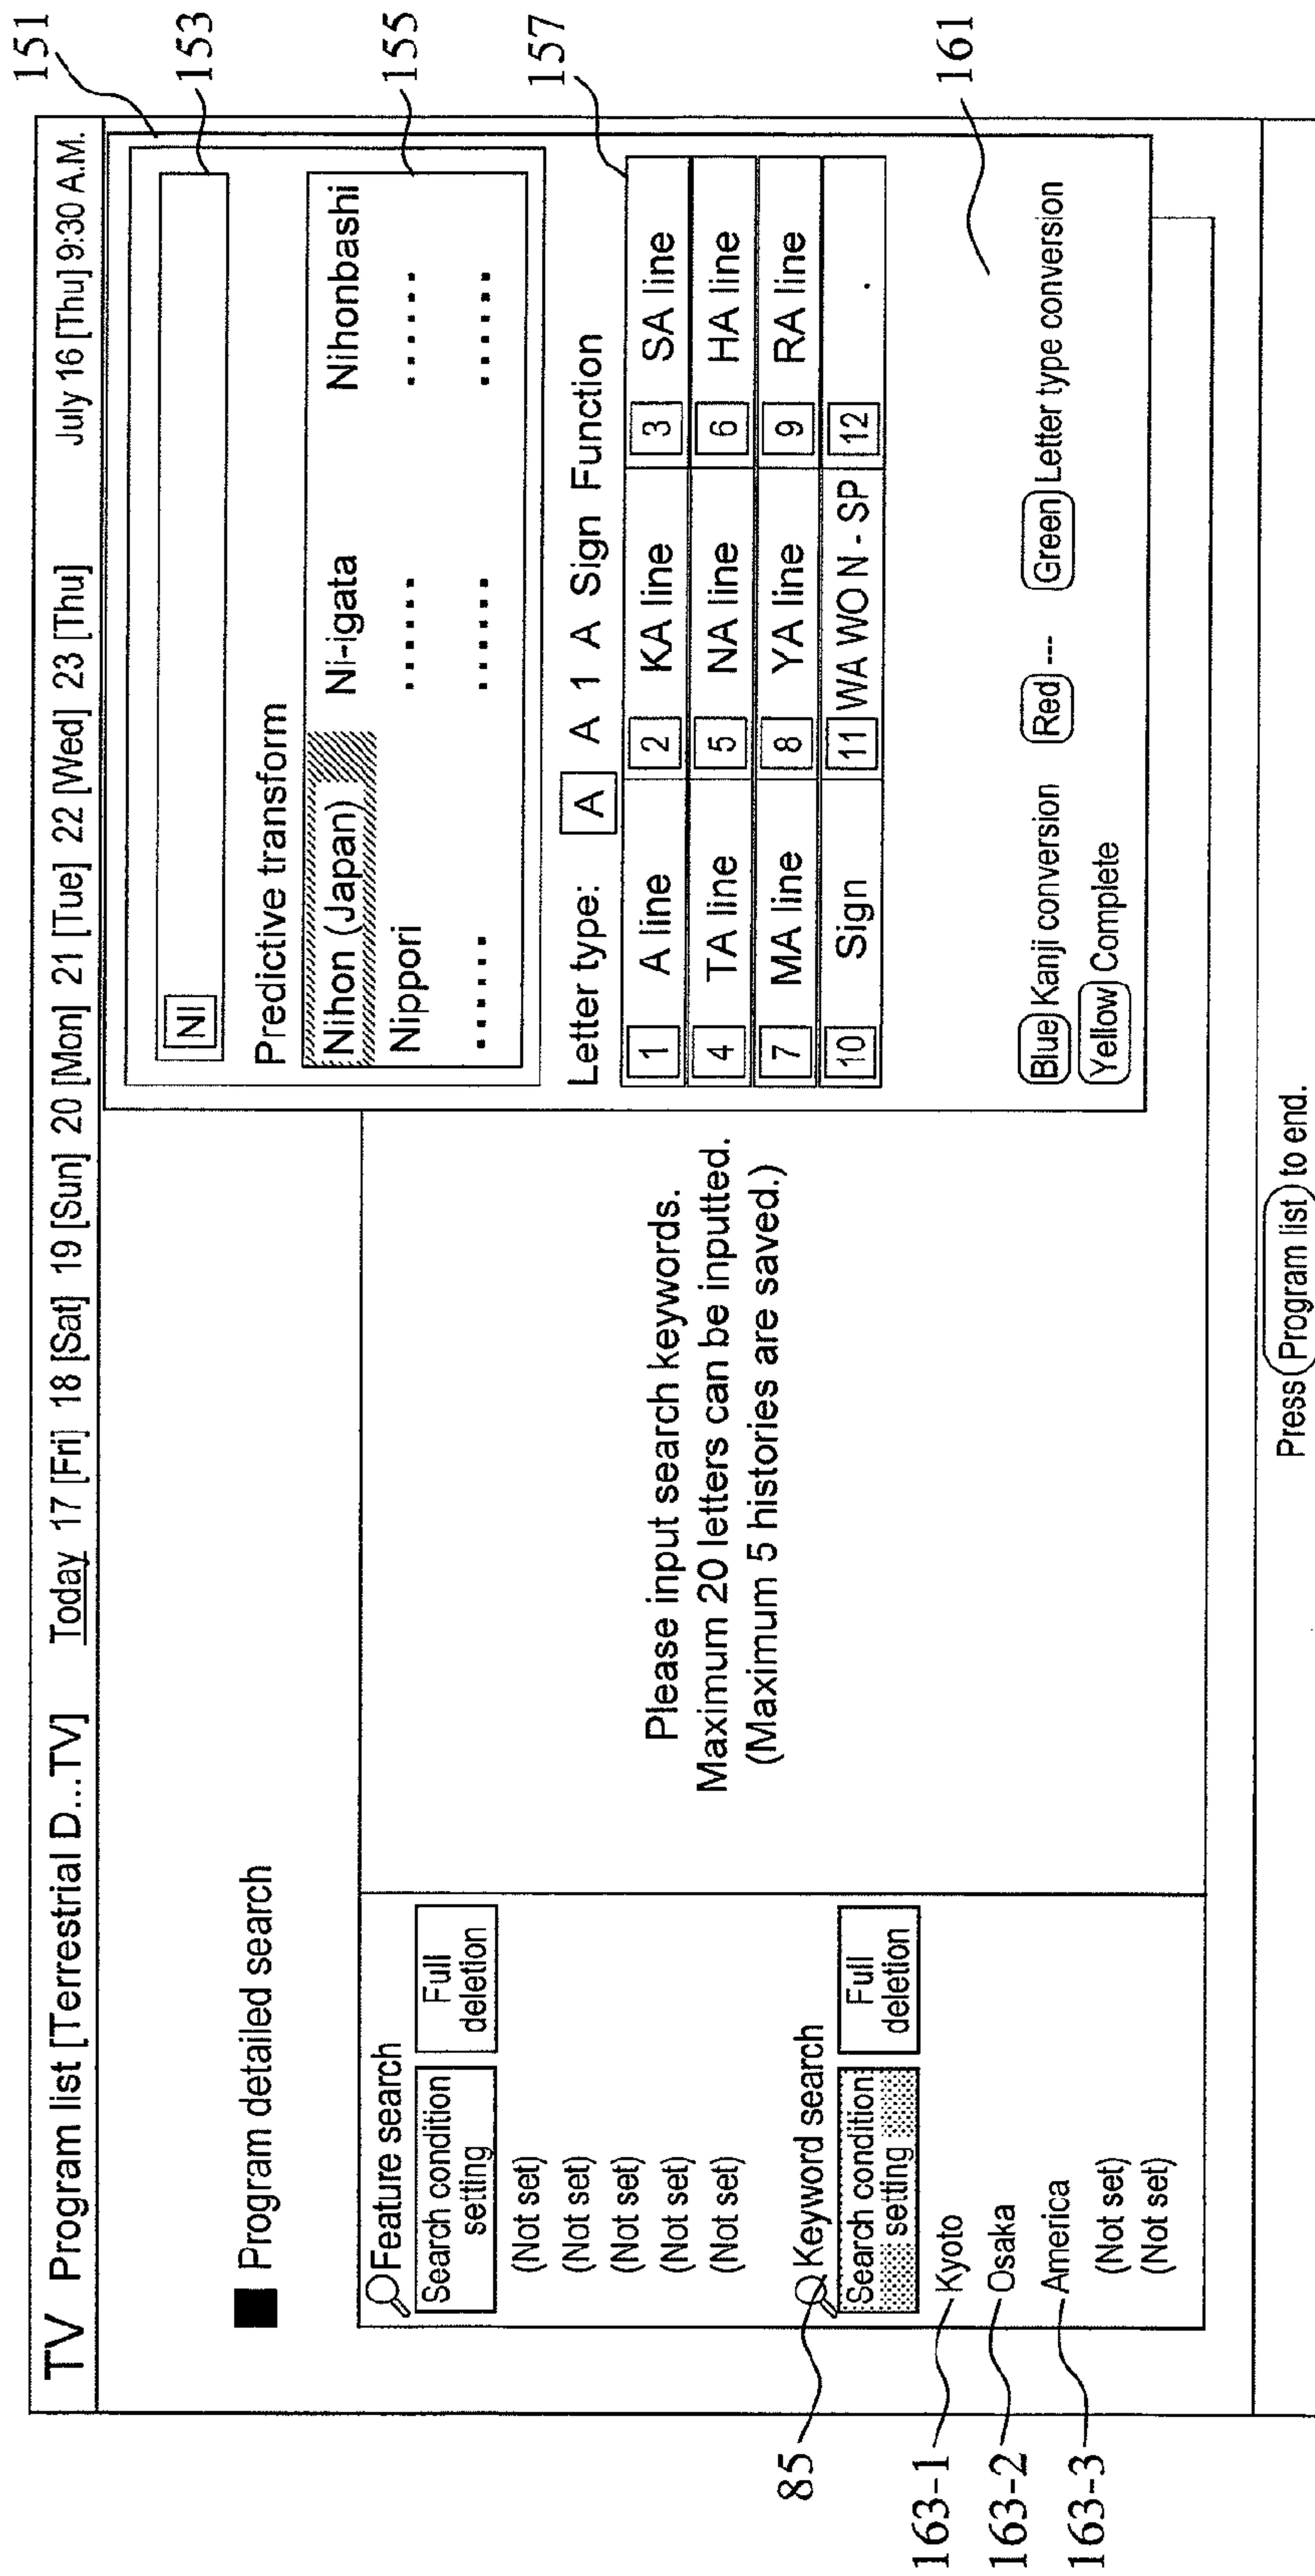 TV Program list [Terrestrial D...TV] Today 17 [Fri] 18 [Sat] 19 [Sun] 20 [Mon] 21 [Tue] 22 [Wed] 23 [Thu] July 16 [Thu] 9:30 A.M.
151
153
155
157
161
Program detailed search
Feature search
Search condition setting
Full deletion
(Not set)
(Not set)
(Not set)
(Not set)
(Not set)
85
Keyword search
Search condition setting
Full deletion
163-1 Kyoto
163-2 Osaka
163-3 America
(Not set)
(Not set)
Please input search keywords.
Maximum 20 letters can be inputted.
(Maximum 5 histories are saved.)
NI
Predictive transform
Nihon (Japan) Ni-igata Nihonbashi
Nippori ...... ......
...... ...... ......
Letter type: A A 1 A Sign Function
1 A line 2 KA line 3 SA line
4 TA line 5 NA line 6 HA line
7 MA line 8 YA line 9 RA line
10 Sign 11 WA WO N - SP 12 .
Blue Kanji conversion Red --- Green Letter type conversion
Yellow Complete
Press Program list to end.